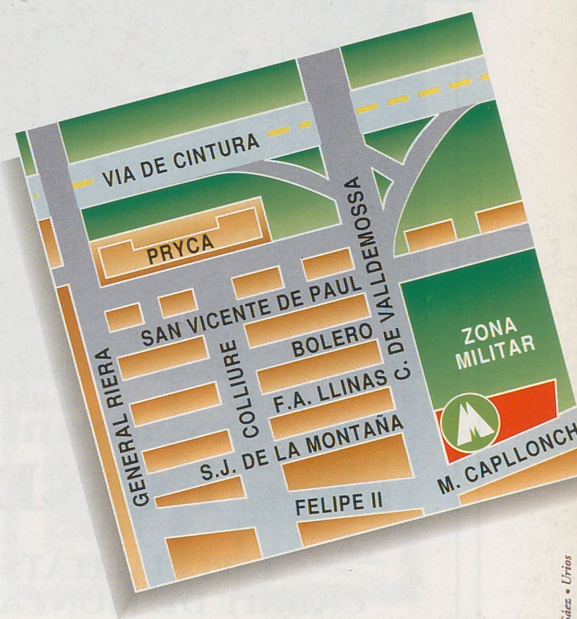 VIA DE CINTURA
PRYCA
SAN VICENTE DE PAUL
C. DE VALLDEMOSSA
BOLERO
ZONA
MILITAR
GENERAL RIERA
COLLIURE
F.A. LLINAS
S.J. DE LA MONTAÑA
M. CAPLLONCH
FELIPE II
Urios